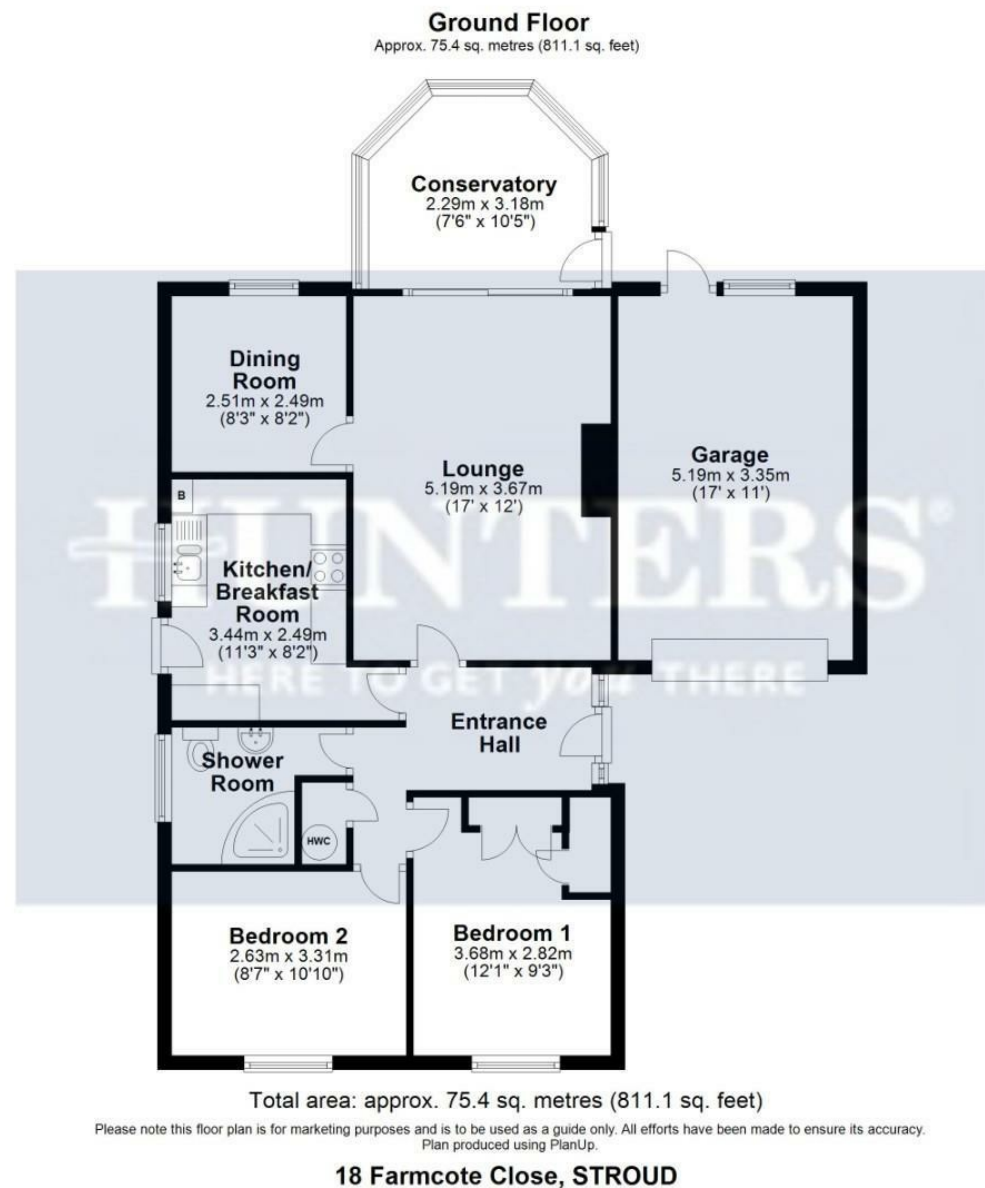 Ground Floor
Approx. 75.4 sq. metres (811.1 sq. feet)
Conservatory
2.29m x 3.18m
(7'6" x 10'5")
Dining
Room
2.51m x 2.49m
(8'3" x 8'2")
Lounge
5.19m x 3.67m
(17' x 12')
Garage
5.19m x 3.35m
(17' x 11')
B
HUNTERS®
HERE TO GET you THERE
Kitchen/
Breakfast
Room
3.44m x 2.49m
(11'3" x 8'2")
Entrance
Hall
Shower
Room
HWC
Bedroom 2
2.63m x 3.31m
(8'7" x 10'10")
Bedroom 1
3.68m x 2.82m
(12'1" x 9'3")
Total area: approx. 75.4 sq. metres (811.1 sq. feet)
Please note this floor plan is for marketing purposes and is to be used as a guide only. All efforts have been made to ensure its accuracy.
Plan produced using PlanUp.
18 Farmcote Close, STROUD